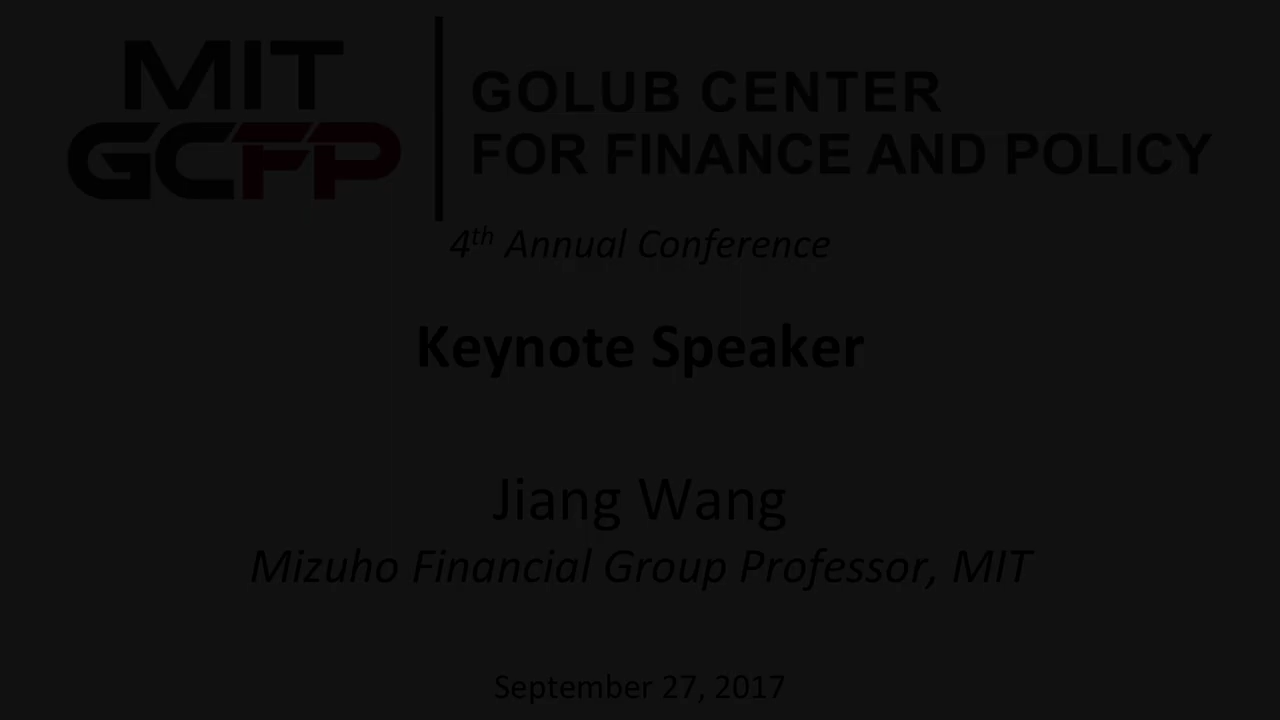 MIT
GCFP
GOLUB CENTER
FOR FINANCE AND POLICY
4th Annual Conference
Keynote Speaker
Jiang Wang
Mizuho Financial Group Professor, MIT
September 27, 2017